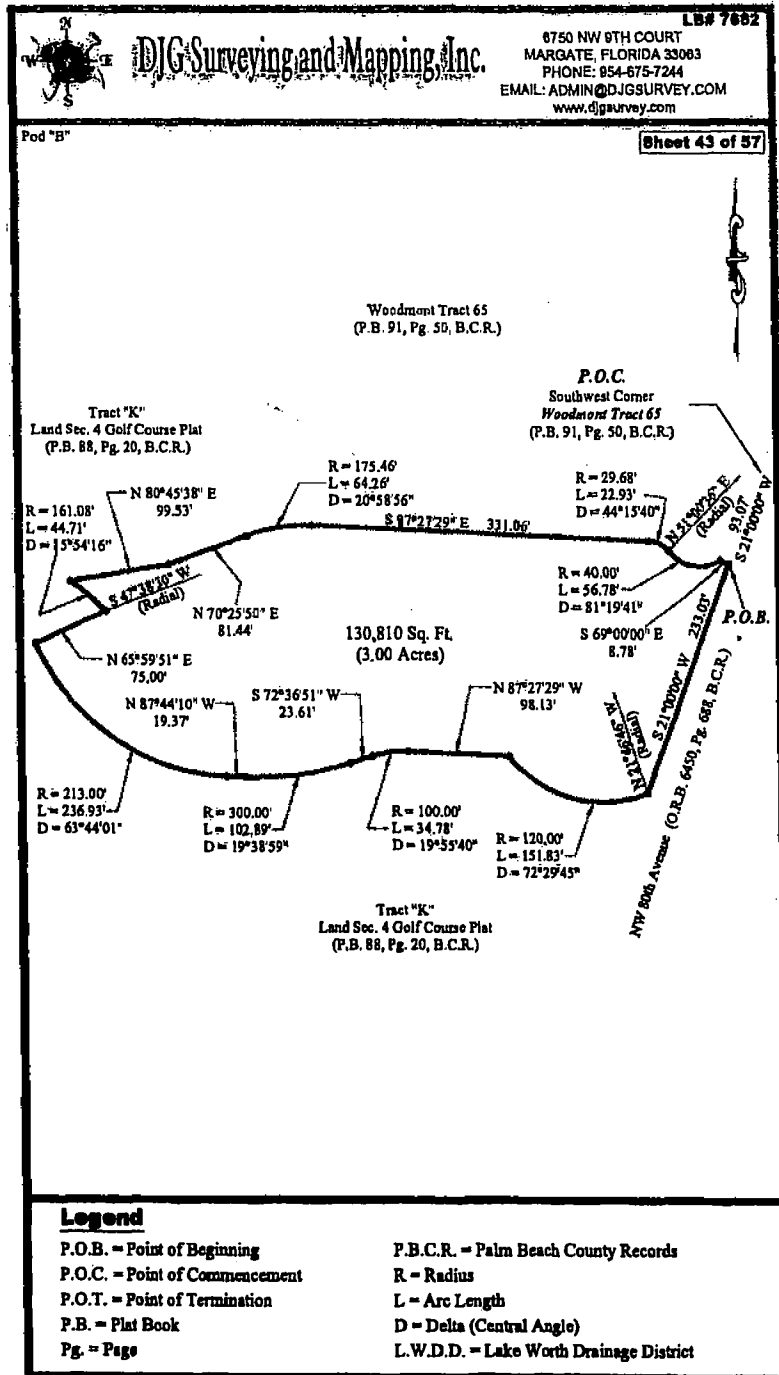 LB# 7682
N
W E
S
DJG Surveying and Mapping, Inc.
6750 NW 9TH COURT
MARGATE, FLORIDA 33063
PHONE: 954-675-7244
EMAIL: ADMIN@DJGSURVEY.COM
www.djgsurvey.com
Pod "B"
Sheet 43 of 57
Woodmont Tract 65
(P.B. 91, Pg. 50, B.C.R.)
P.O.C.
Southwest Corner
Woodmont Tract 65
(P.B. 91, Pg. 50, B.C.R.)
Tract "K"
Land Sec. 4 Golf Course Plat
(P.B. 88, Pg. 20, B.C.R.)
R = 161.08'
L = 44.71'
D = 15°54'16"
N 80°45'38" E
99.53'
R = 175.46'
L = 64.26'
D = 20°58'56"
S 87°27'29" E 331.06'
R = 29.68'
L = 22.93'
D = 44°15'40"
N 31°00'26" E
(Radial)
93.07'
S 21°00'00" W
S 47°38'30" W
(Radial)
N 70°25'50" E
81.44'
R = 40.00'
L = 56.78'
D = 81°19'41"
S 69°00'00" E
8.78'
P.O.B.
130,810 Sq. Ft.
(3.00 Acres)
N 65°59'51" E
75.00'
N 87°44'10" W
19.37'
S 72°36'51" W
23.61'
N 87°27'29" W
98.13'
(Radial)
S 21°00'00" W 233.03'
NW 80th Avenue (O.R.B. 6450, Pg. 688, B.C.R.)
R = 213.00'
L = 236.93'
D = 63°44'01"
R = 300.00'
L = 102.89'
D = 19°38'59"
R = 100.00'
L = 34.78'
D = 19°55'40"
R = 120.00'
L = 151.83'
D = 72°29'45"
Tract "K"
Land Sec. 4 Golf Course Plat
(P.B. 88, Pg. 20, B.C.R.)
Legend
P.O.B. = Point of Beginning
P.O.C. = Point of Commencement
P.O.T. = Point of Termination
P.B. = Plat Book
Pg. = Page
P.B.C.R. = Palm Beach County Records
R = Radius
L = Arc Length
D = Delta (Central Angle)
L.W.D.D. = Lake Worth Drainage District